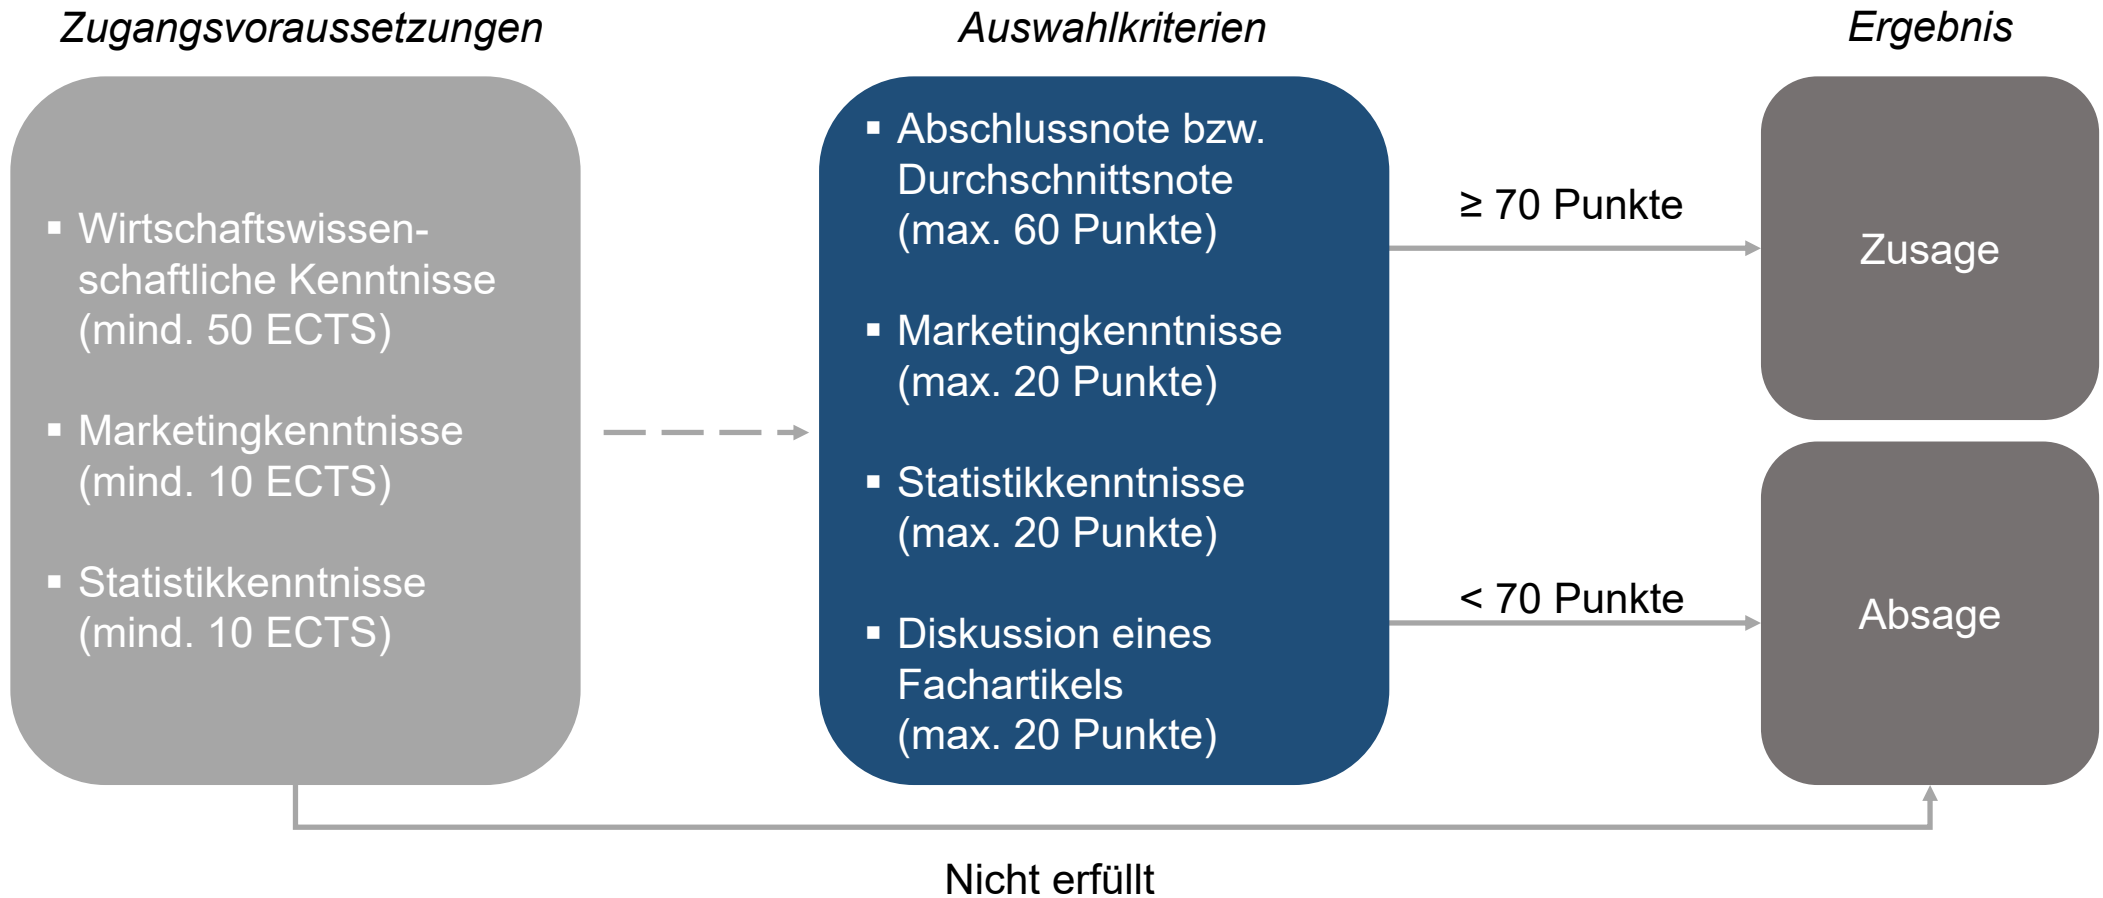 Zugangsvoraussetzungen
▪ Wirtschaftswissen-
schaftliche Kenntnisse
(mind. 50 ECTS)
▪ Marketingkenntnisse
(mind. 10 ECTS)
▪ Statistikkenntnisse
(mind. 10 ECTS)
Auswahlkriterien
▪ Abschlussnote bzw.
Durchschnittsnote
(max. 60 Punkte)
▪ Marketingkenntnisse
(max. 20 Punkte)
▪ Statistikkenntnisse
(max. 20 Punkte)
▪ Diskussion eines
Fachartikels
(max. 20 Punkte)
≥ 70 Punkte
< 70 Punkte
Ergebnis
Zusage
Absage
Nicht erfüllt